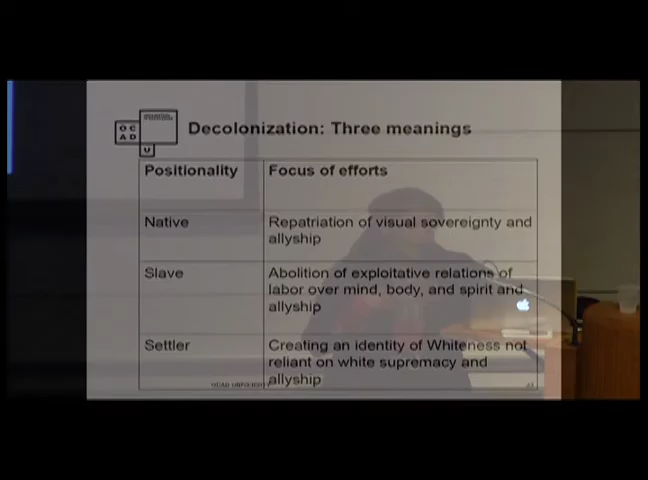 OC
AD
U
Decolonization: Three meanings
Positionality
Focus of efforts
Native
Repatriation of visual sovereignty and
allyship
Slave
Abolition of exploitative relations of
labor over mind, body, and spirit and
allyship
Settler
Creating an identity of Whiteness not
reliant on white supremacy and
allyship